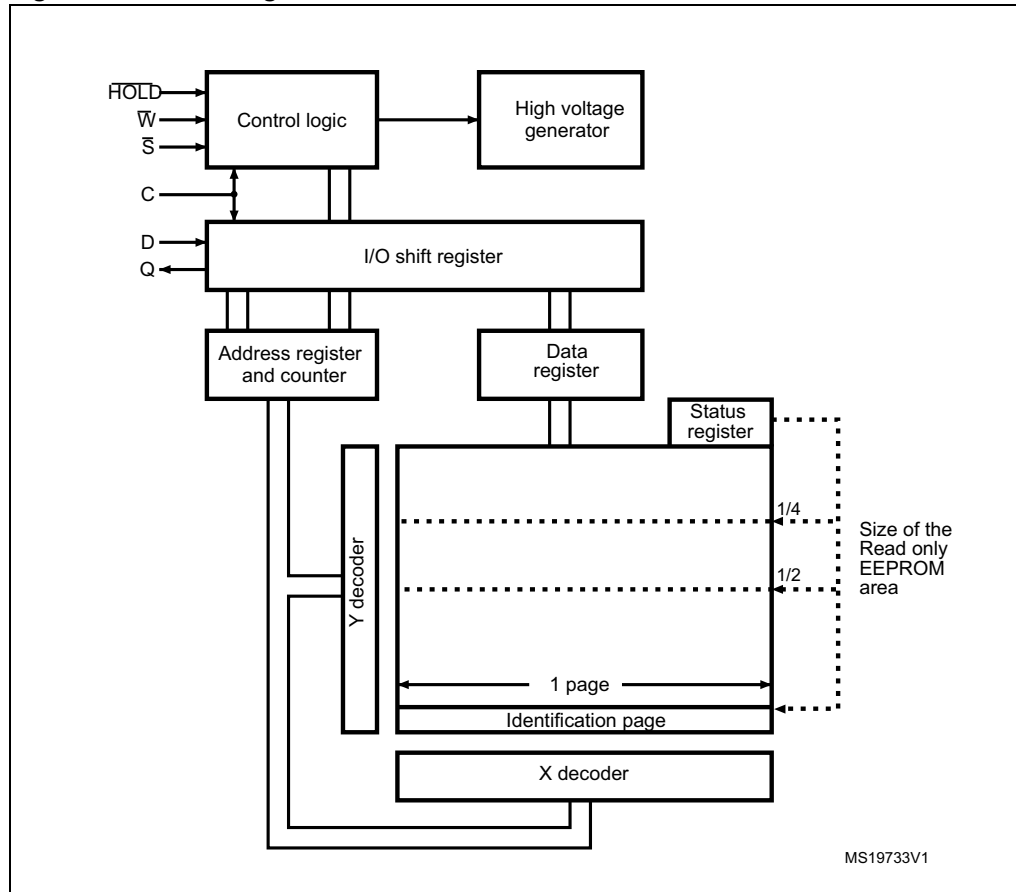 H̅O̅L̅D̅
W̅
S̅
C
D
Q
Control logic
High voltage
generator
I/O shift register
Address register
and counter
Data
register
Status
register
Y decoder
1/4
1/2
Size of the
Read only
EEPROM
area
1 page
Identification page
X decoder
MS19733V1